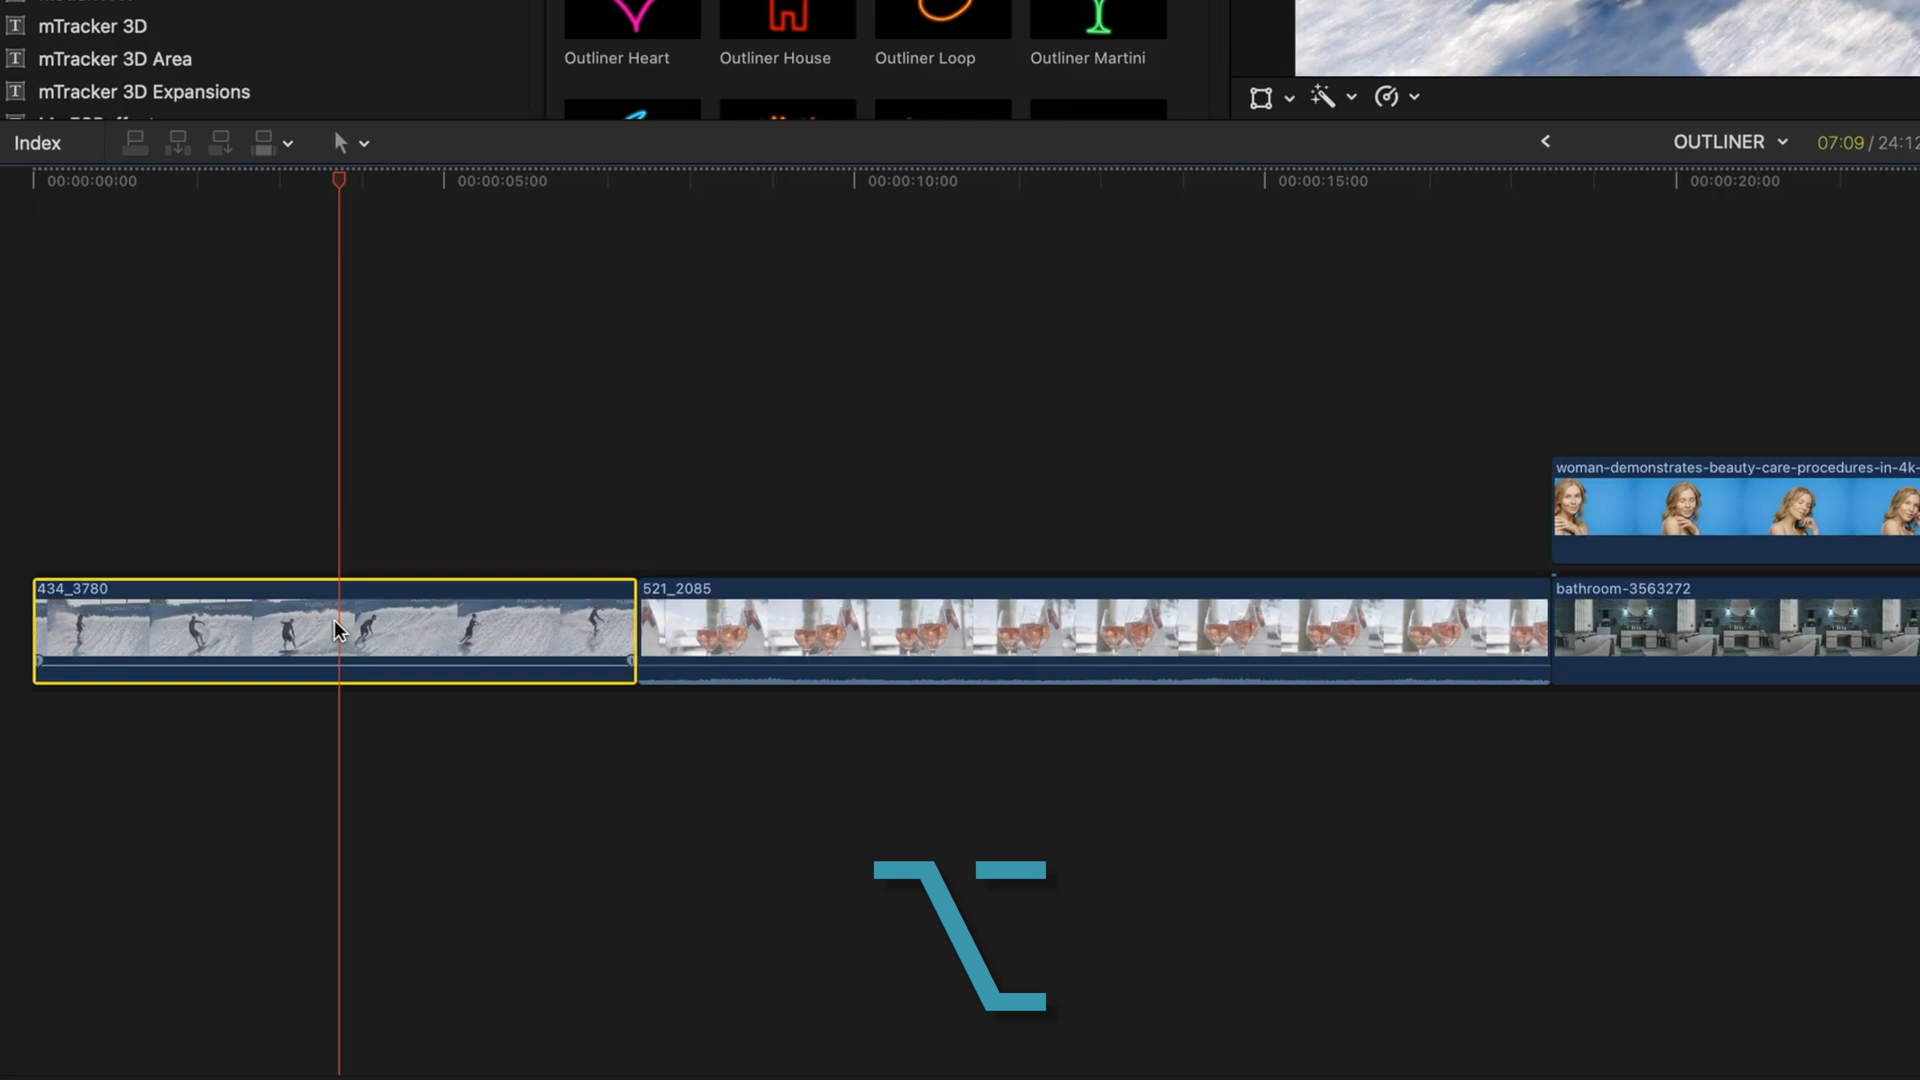 mTracker 3D
mTracker 3D Area
mTracker 3D Expansions
Outliner Heart
Outliner House
Outliner Loop
Outliner Martini
Index
OUTLINER
07:09 / 24:12
00:00:00:00
00:00:05:00
00:00:10:00
00:00:15:00
00:00:20:00
woman-demonstrates-beauty-care-procedures-in-4k-
434_3780
521_2085
bathroom-3563272